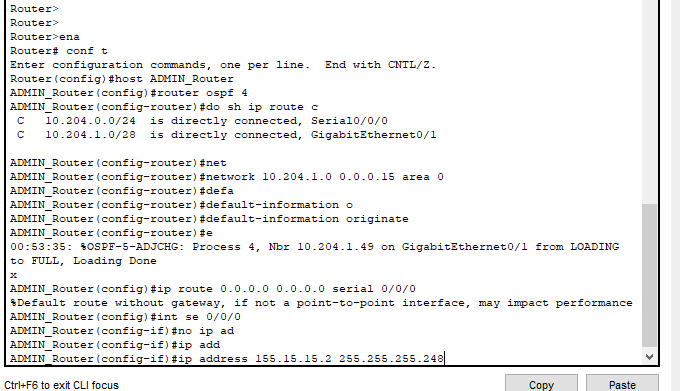 Router>
Router>
Router>ena
Router# conf t
Enter configuration commands, one per line.  End with CNTL/Z.
Router(config)#host ADMIN_Router
ADMIN_Router(config)#router ospf 4
ADMIN_Router(config-router)#do sh ip route c
 C   10.204.0.0/24  is directly connected, Serial0/0/0
 C   10.204.1.0/28  is directly connected, GigabitEthernet0/1
ADMIN_Router(config-router)#net
ADMIN_Router(config-router)#network 10.204.1.0 0.0.0.15 area 0
ADMIN_Router(config-router)#defa
ADMIN_Router(config-router)#default-information o
ADMIN_Router(config-router)#default-information originate
ADMIN_Router(config-router)#e
00:53:35: %OSPF-5-ADJCHG: Process 4, Nbr 10.204.1.49 on GigabitEthernet0/1 from LOADING
to FULL, Loading Done
x
ADMIN_Router(config)#ip route 0.0.0.0 0.0.0.0 serial 0/0/0
%Default route without gateway, if not a point-to-point interface, may impact performance
ADMIN_Router(config)#int se 0/0/0
ADMIN_Router(config-if)#no ip ad
ADMIN_Router(config-if)#ip add
ADMIN_Router(config-if)#ip address 155.15.15.2 255.255.255.248
Ctrl+F6 to exit CLI focus
Copy
Paste